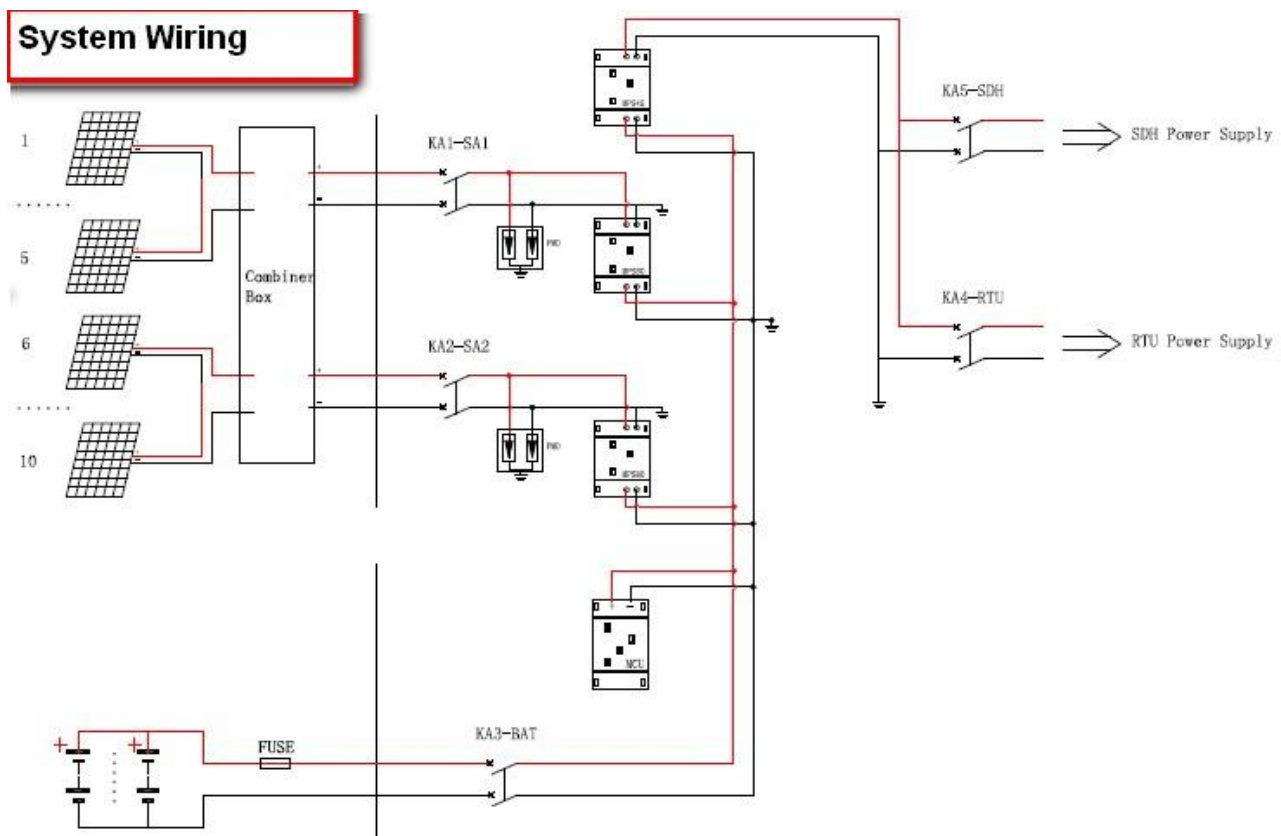 System Wiring
KA5-SDH
1
KA1-SA1
SDH Power Supply
5
Combiner
Box
KA4-RTU
6
KA2-SA2
RTU Power Supply
10
MCU
KA3-BAT
+
+
FUSE